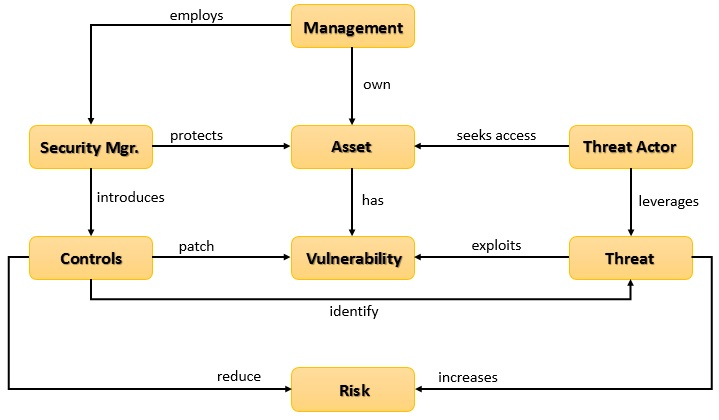 employs
Management
own
Security Mgr.
protects
Asset
seeks access
Threat Actor
introduces
has
leverages
Controls
patch
Vulnerability
exploits
Threat
identify
reduce
Risk
increases